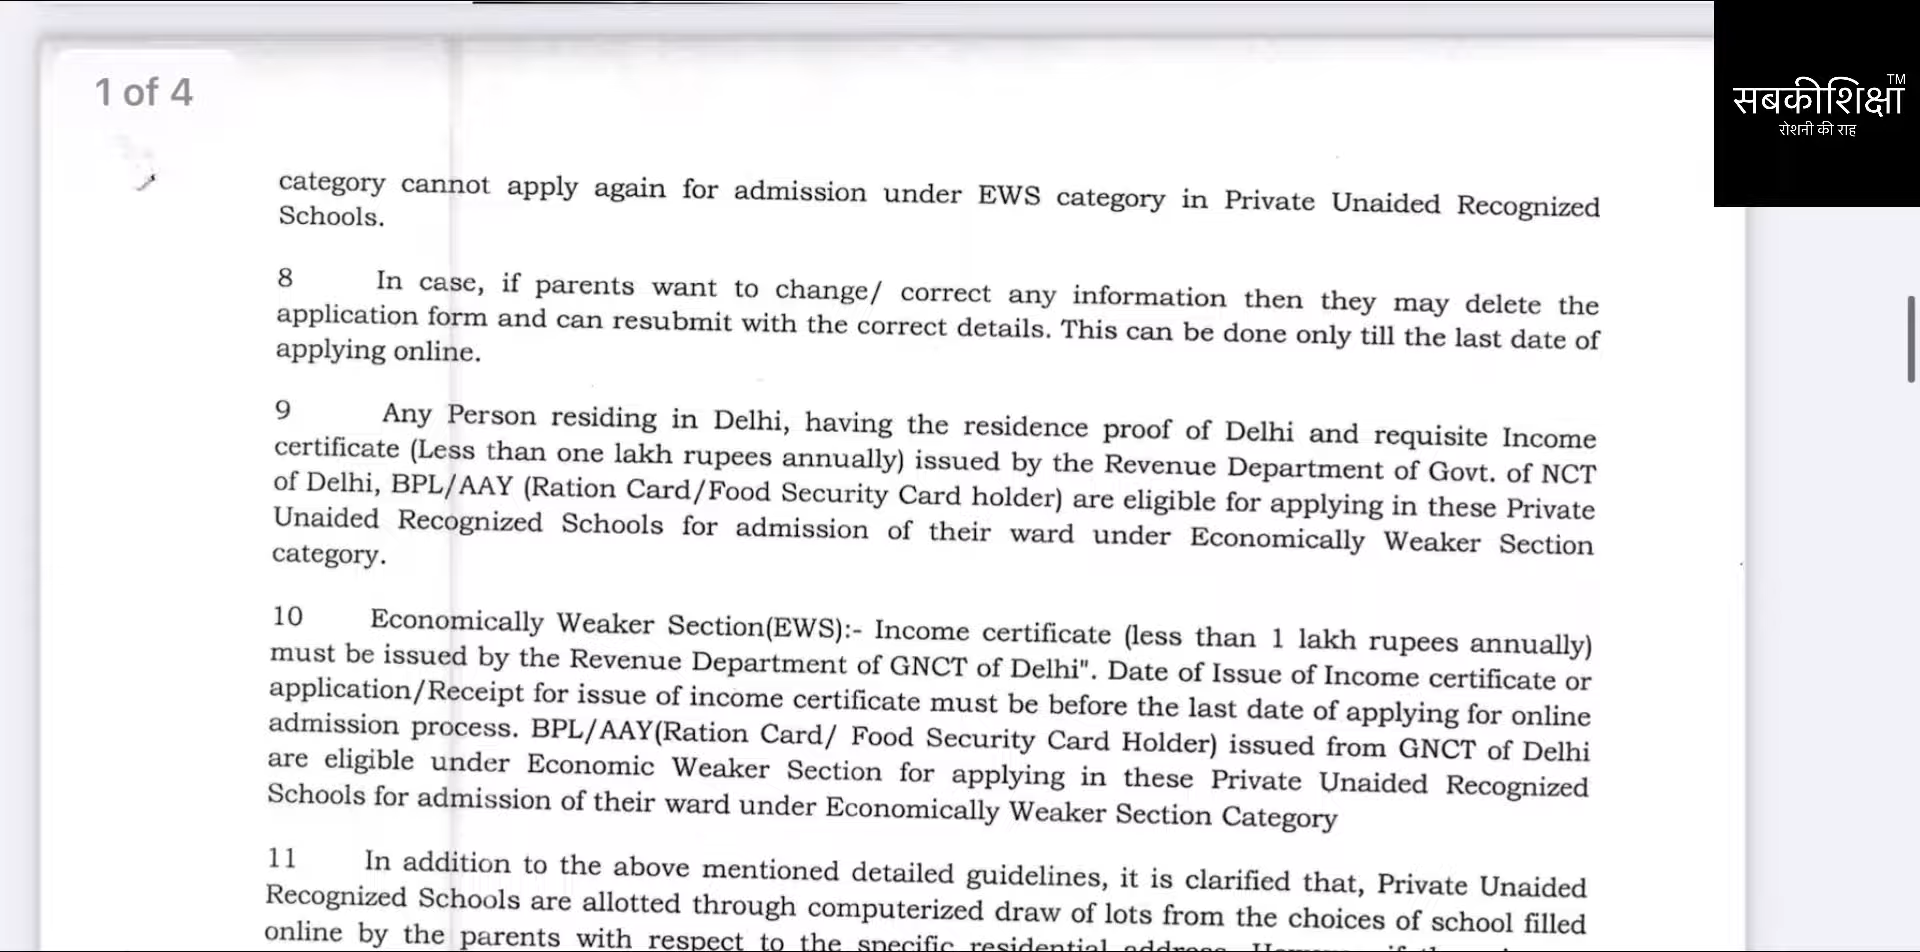 1 of 4
सबकीशिक्षा TM
रोशनी की राह
category cannot apply again for admission under EWS category in Private Unaided Recognized
Schools.
8 In case, if parents want to change/ correct any information then they may delete the
application form and can resubmit with the correct details. This can be done only till the last date of
applying online.
9 Any Person residing in Delhi, having the residence proof of Delhi and requisite Income
certificate (Less than one lakh rupees annually) issued by the Revenue Department of Govt. of NCT
of Delhi, BPL/AAY (Ration Card/Food Security Card holder) are eligible for applying in these Private
Unaided Recognized Schools for admission of their ward under Economically Weaker Section
category.
10 Economically Weaker Section(EWS):- Income certificate (less than 1 lakh rupees annually)
must be issued by the Revenue Department of GNCT of Delhi". Date of Issue of Income certificate or
application/Receipt for issue of income certificate must be before the last date of applying for online
admission process. BPL/AAY(Ration Card/ Food Security Card Holder) issued from GNCT of Delhi
are eligible under Economic Weaker Section for applying in these Private Unaided Recognized
Schools for admission of their ward under Economically Weaker Section Category
11 In addition to the above mentioned detailed guidelines, it is clarified that, Private Unaided
Recognized Schools are allotted through computerized draw of lots from the choices of school filled
online by the parents with respect to the specific residential